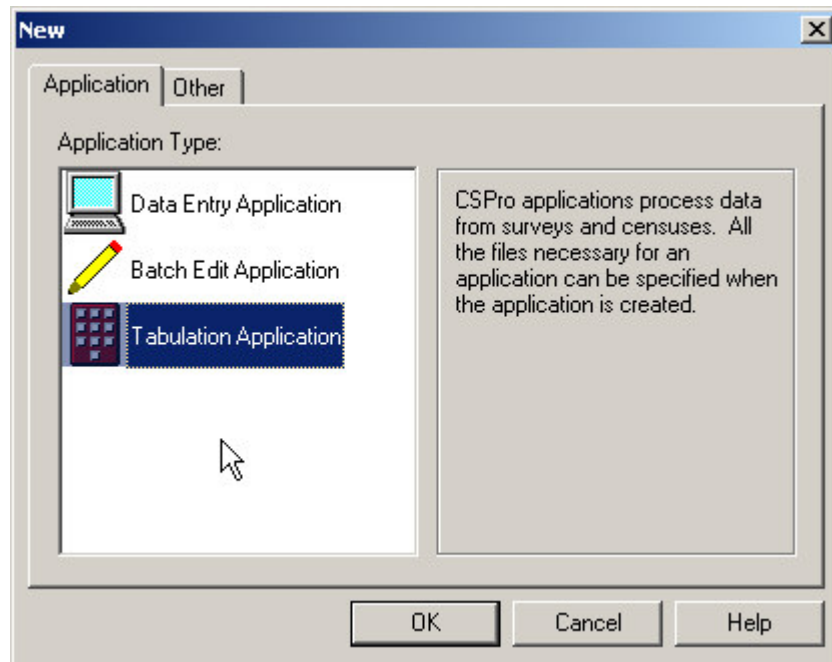 New
Application
Other
Application Type:
Data Entry Application
Batch Edit Application
Tabulation Application
CSPro applications process data
from surveys and censuses. All
the files necessary for an
application can be specified when
the application is created.
OK
Cancel
Help